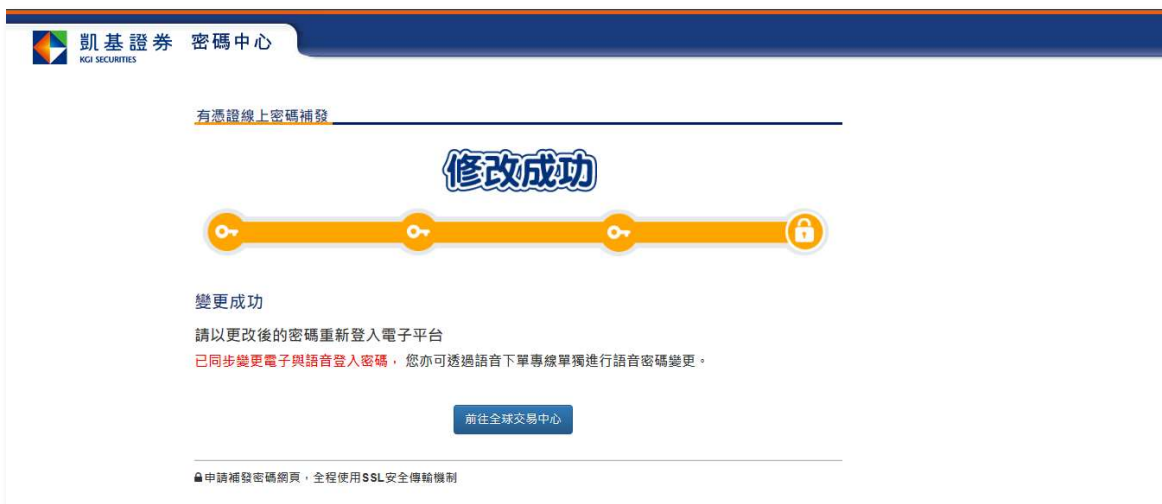 凱基證券 密碼中心
KGI SECURITIES
有憑證線上密碼補發
修改成功
變更成功
請以更改後的密碼重新登入電子平台
已同步變更電子與語音登入密碼，您亦可透過語音下單專線單獨進行語音密碼變更。
前往全球交易中心
申請補發密碼網頁，全程使用SSL安全傳輸機制